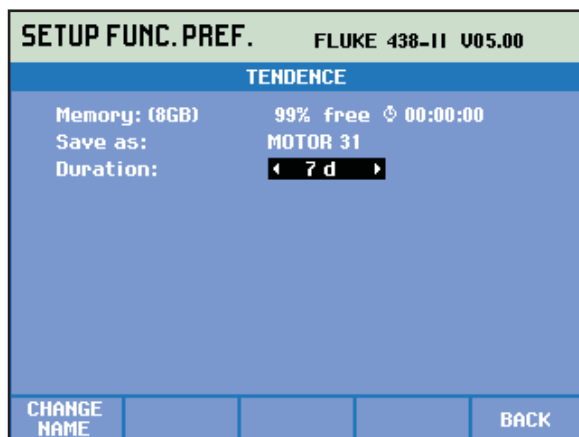 SETUP FUNC. PREF. FLUKE 438-II V05.00
TENDENCE
Memory: (8GB) 99% free 00:00:00
Save as: MOTOR 31
Duration: 7 d
CHANGE NAME BACK